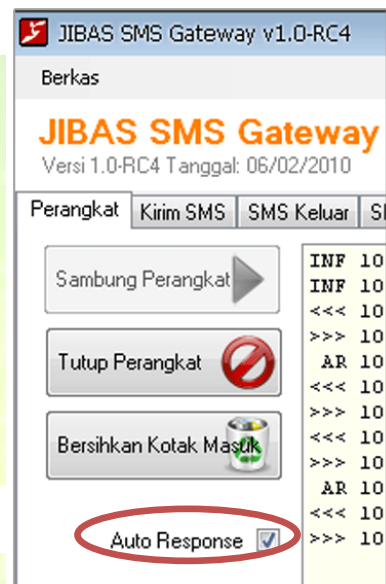 JIBAS SMS Gateway v1.0-RC4
Berkas
JIBAS SMS Gateway
Versi 1.0-RC4 Tanggal: 06/02/2010
Perangkat Kirim SMS SMS Keluar
Sambung Perangkat
Tutup Perangkat
Bersihkan Kotak Masuk
Auto Response
INF 10
INF 10
<<< 10
>>> 10
AR 10
<<< 10
>>> 10
<<< 10
>>> 10
AR 10
<<< 10
>>> 10